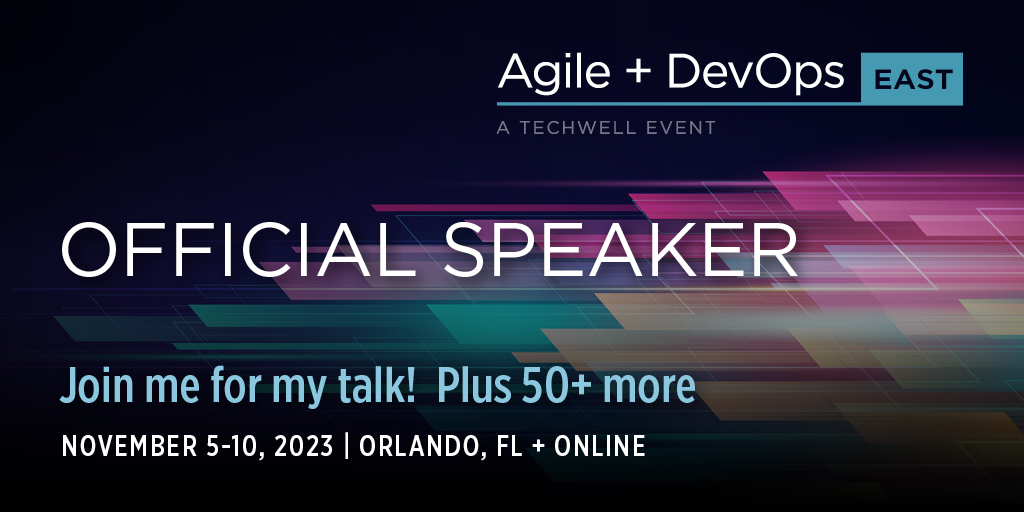 Agile + DevOps EAST
A TECHWELL EVENT
OFFICIAL SPEAKER
Join me for my talk! Plus 50+ more
NOVEMBER 5-10, 2023 | ORLANDO, FL + ONLINE